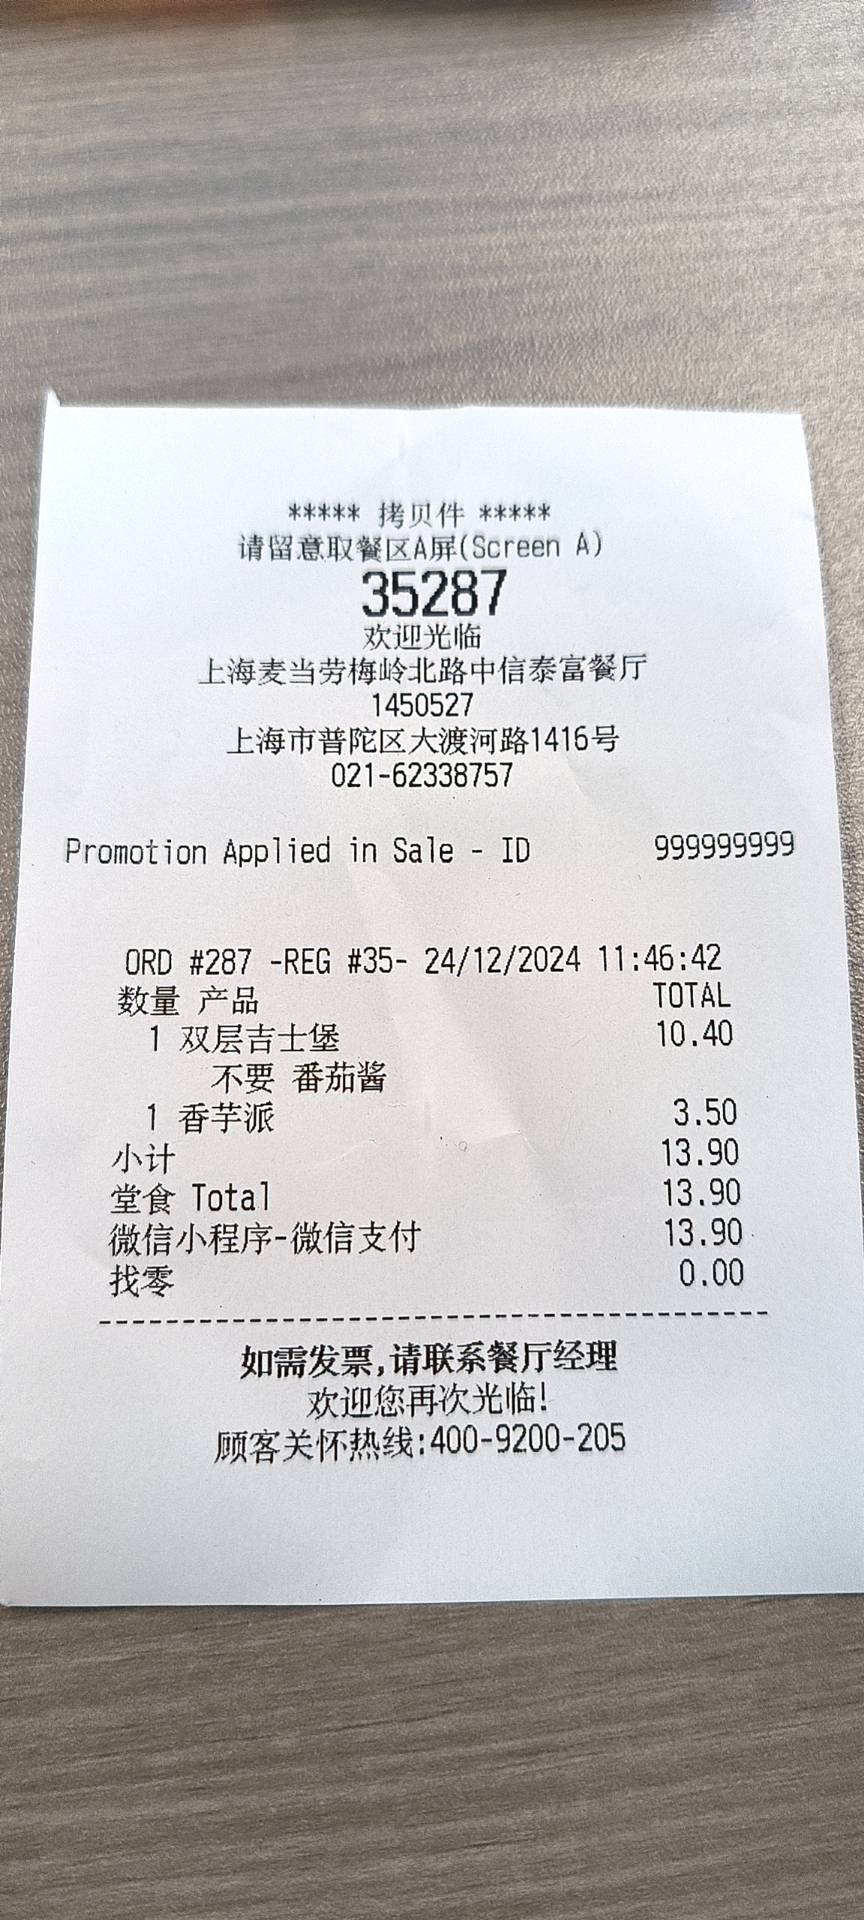 ***** 拷贝件 *****
请留意取餐区A屏(Screen A)
35287
欢迎光临
上海麦当劳梅岭北路中信泰富餐厅
1450527
上海市普陀区大渡河路1416号
021-62338757
Promotion Applied in Sale - ID 999999999
ORD #287 -REG #35- 24/12/2024 11:46:42
数量 产品 TOTAL
1 双层吉士堡 10.40
不要 番茄酱
1 香芋派 3.50
小计 13.90
堂食 Total 13.90
微信小程序-微信支付 13.90
找零 0.00
如需发票,请联系餐厅经理
欢迎您再次光临!
顾客关怀热线:400-9200-205